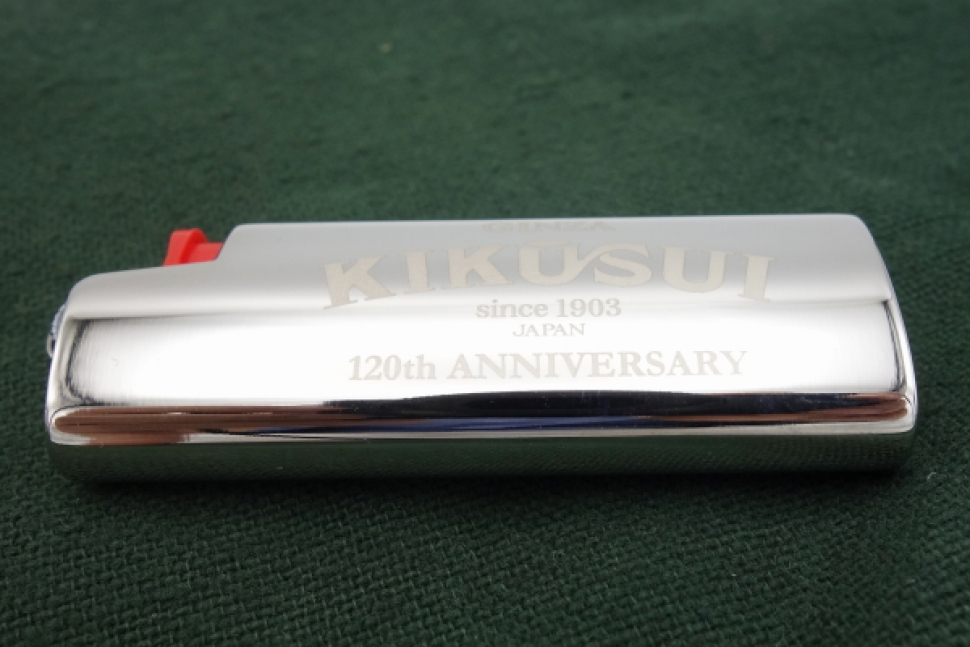 GINZA
KIKUSUI
since 1903
JAPAN
120th ANNIVERSARY